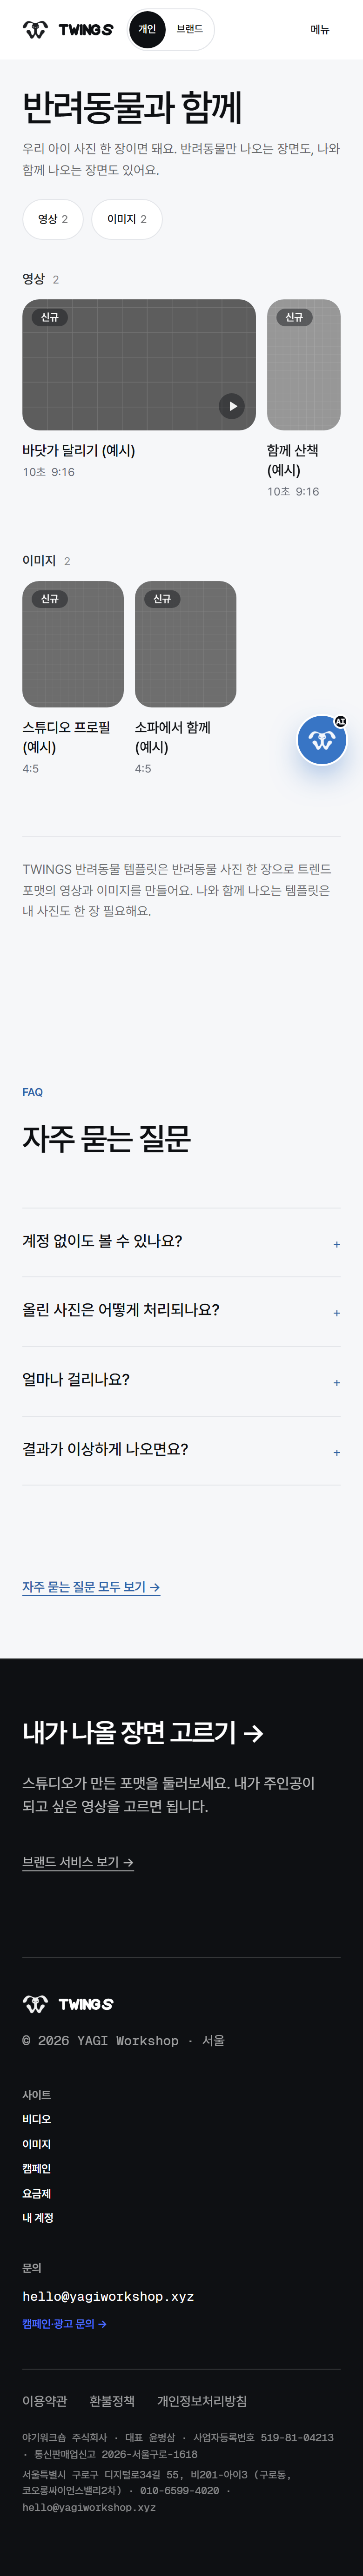 TWINGS 개인 브랜드 메뉴
반려동물과 함께
우리 아이 사진 한 장이면 돼요. 반려동물만 나오는 장면도, 나와
함께 나오는 장면도 있어요.
영상 2 이미지 2
영상 2
신규 신규
바닷가 달리기 (예시)
10초 9:16
함께 산책
(예시)
10초 9:16
이미지 2
신규 신규
스튜디오 프로필
(예시)
4:5
소파에서 함께
(예시)
4:5
AI
TWINGS 반려동물 템플릿은 반려동물 사진 한 장으로 트렌드
포맷의 영상과 이미지를 만들어요. 나와 함께 나오는 템플릿은
내 사진도 한 장 필요해요.
FAQ
자주 묻는 질문
계정 없이도 볼 수 있나요? +
올린 사진은 어떻게 처리되나요? +
얼마나 걸리나요? +
결과가 이상하게 나오면요? +
자주 묻는 질문 모두 보기 →
내가 나올 장면 고르기 →
스튜디오가 만든 포맷을 둘러보세요. 내가 주인공이
되고 싶은 영상을 고르면 됩니다.
브랜드 서비스 보기 →
TWINGS
© 2026 YAGI Workshop · 서울
사이트
비디오
이미지
캠페인
요금제
내 계정
문의
hello@yagiworkshop.xyz
캠페인·광고 문의 →
이용약관 환불정책 개인정보처리방침
야기워크숍 주식회사 · 대표 윤병삼 · 사업자등록번호 519-81-04213
· 통신판매업신고 2026-서울구로-1618
서울특별시 구로구 디지털로34길 55, 비201-아이3 (구로동,
코오롱싸이언스밸리2차) · 010-6599-4020 ·
hello@yagiworkshop.xyz